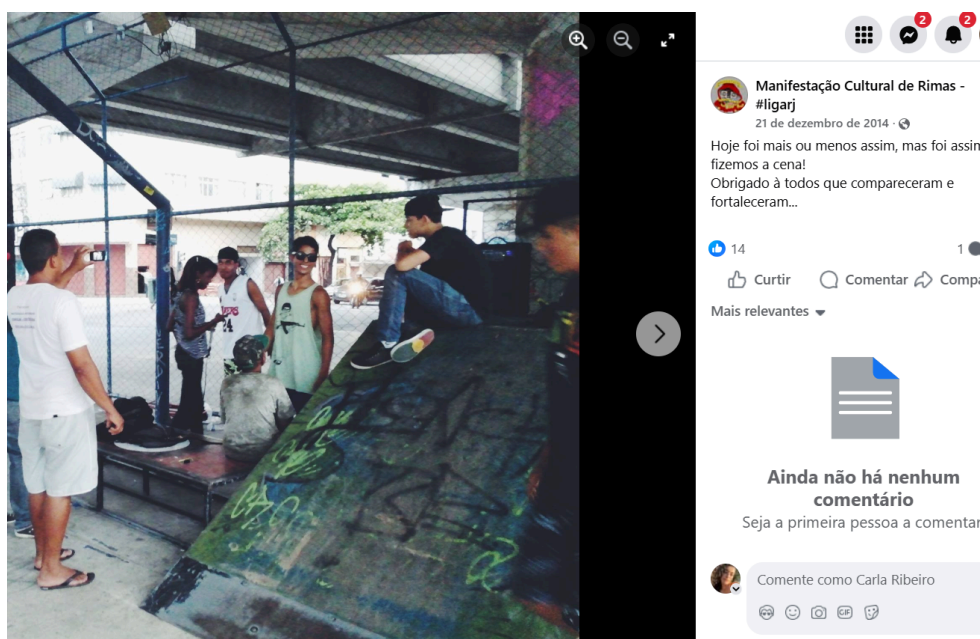 2
2
Manifestação Cultural de Rimas -
#ligarj
21 de dezembro de 2014 ·
Hoje foi mais ou menos assim, mas foi assim
fizemos a cena!
Obrigado à todos que compareceram e
fortaleceram...
14
1
Curtir
Comentar
Compa
Mais relevantes
24
Ainda não há nenhum
comentário
Seja a primeira pessoa a comentar
Comente como Carla Ribeiro
GIF